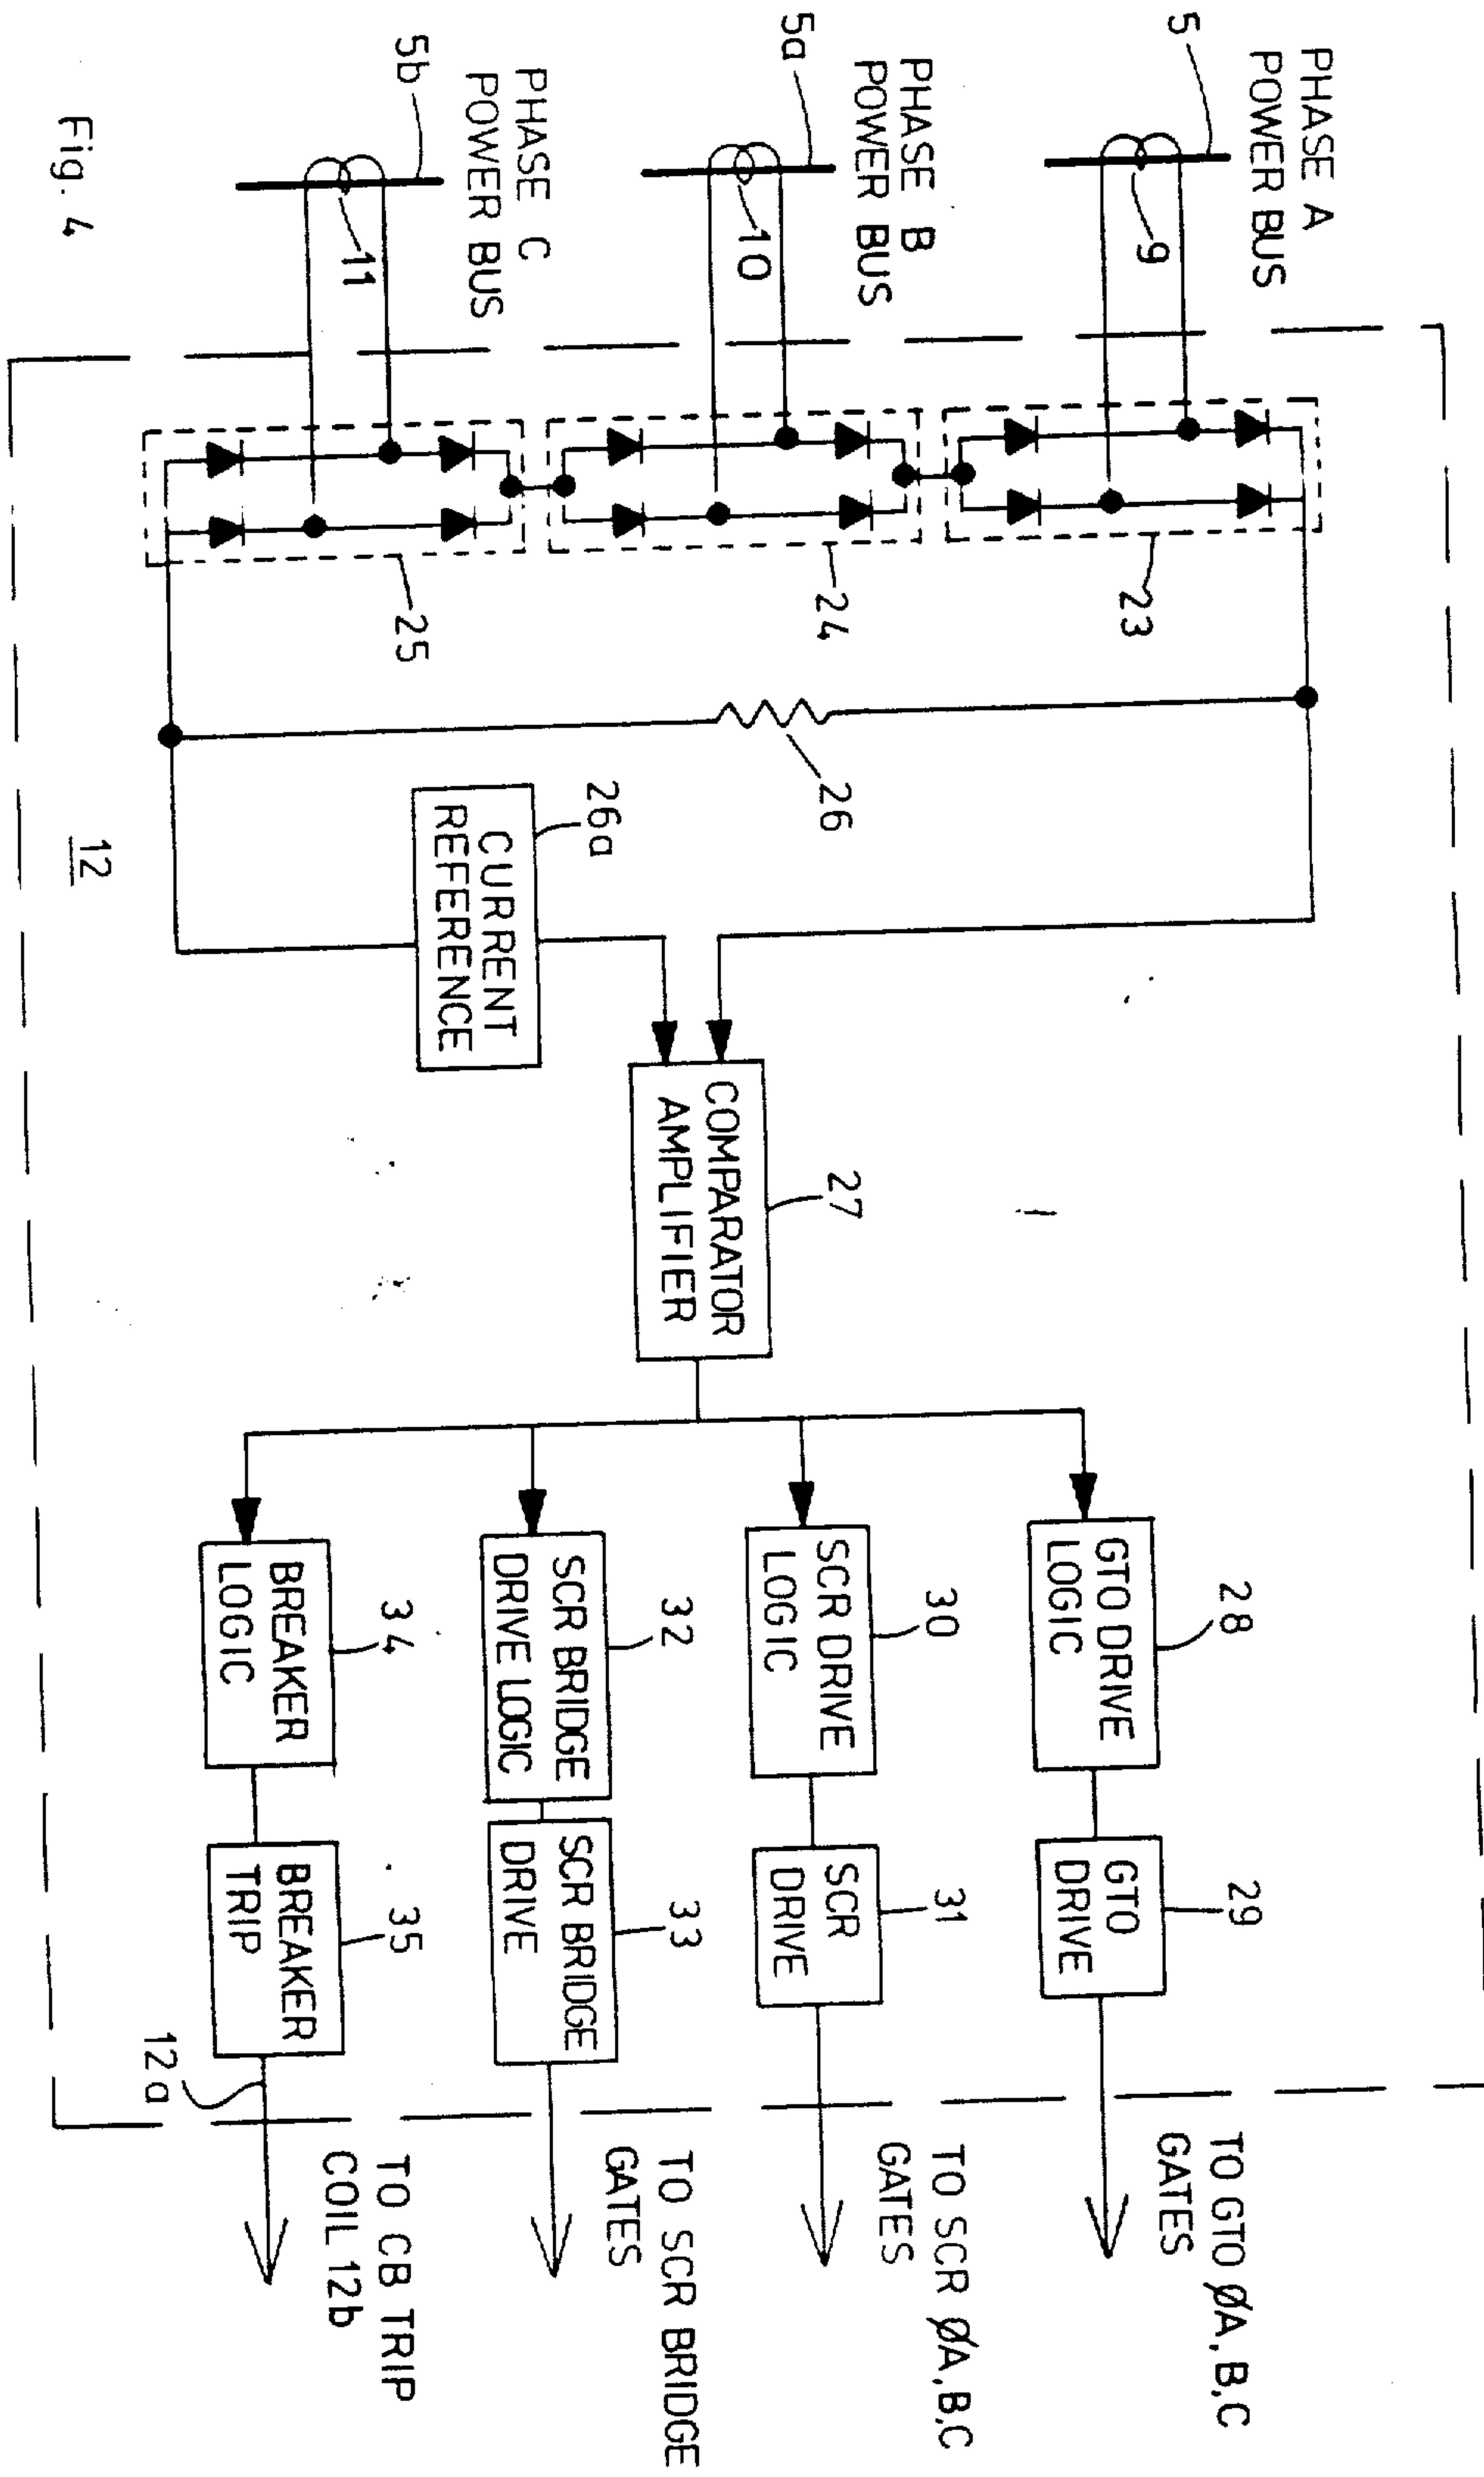 PHASE A
POWER BUS
5
9
PHASE B
POWER BUS
5a
10
PHASE C
POWER BUS
5b
11
23
24
25
26
26a
CURRENT
REFERENCE
27
COMPARATOR
AMPLIFIER
28
GTO DRIVE
LOGIC
29
GTO
DRIVE
TO GTO ØA,B,C
GATES
30
SCR DRIVE
LOGIC
31
SCR
DRIVE
TO SCR ØA,B,C
GATES
32
SCR BRIDGE
DRIVE LOGIC
33
SCR BRIDGE
DRIVE
TO SCR BRIDGE
GATES
34
BREAKER
LOGIC
35
BREAKER
TRIP
12a
TO CB TRIP
COIL 12b
12
Fig. 4